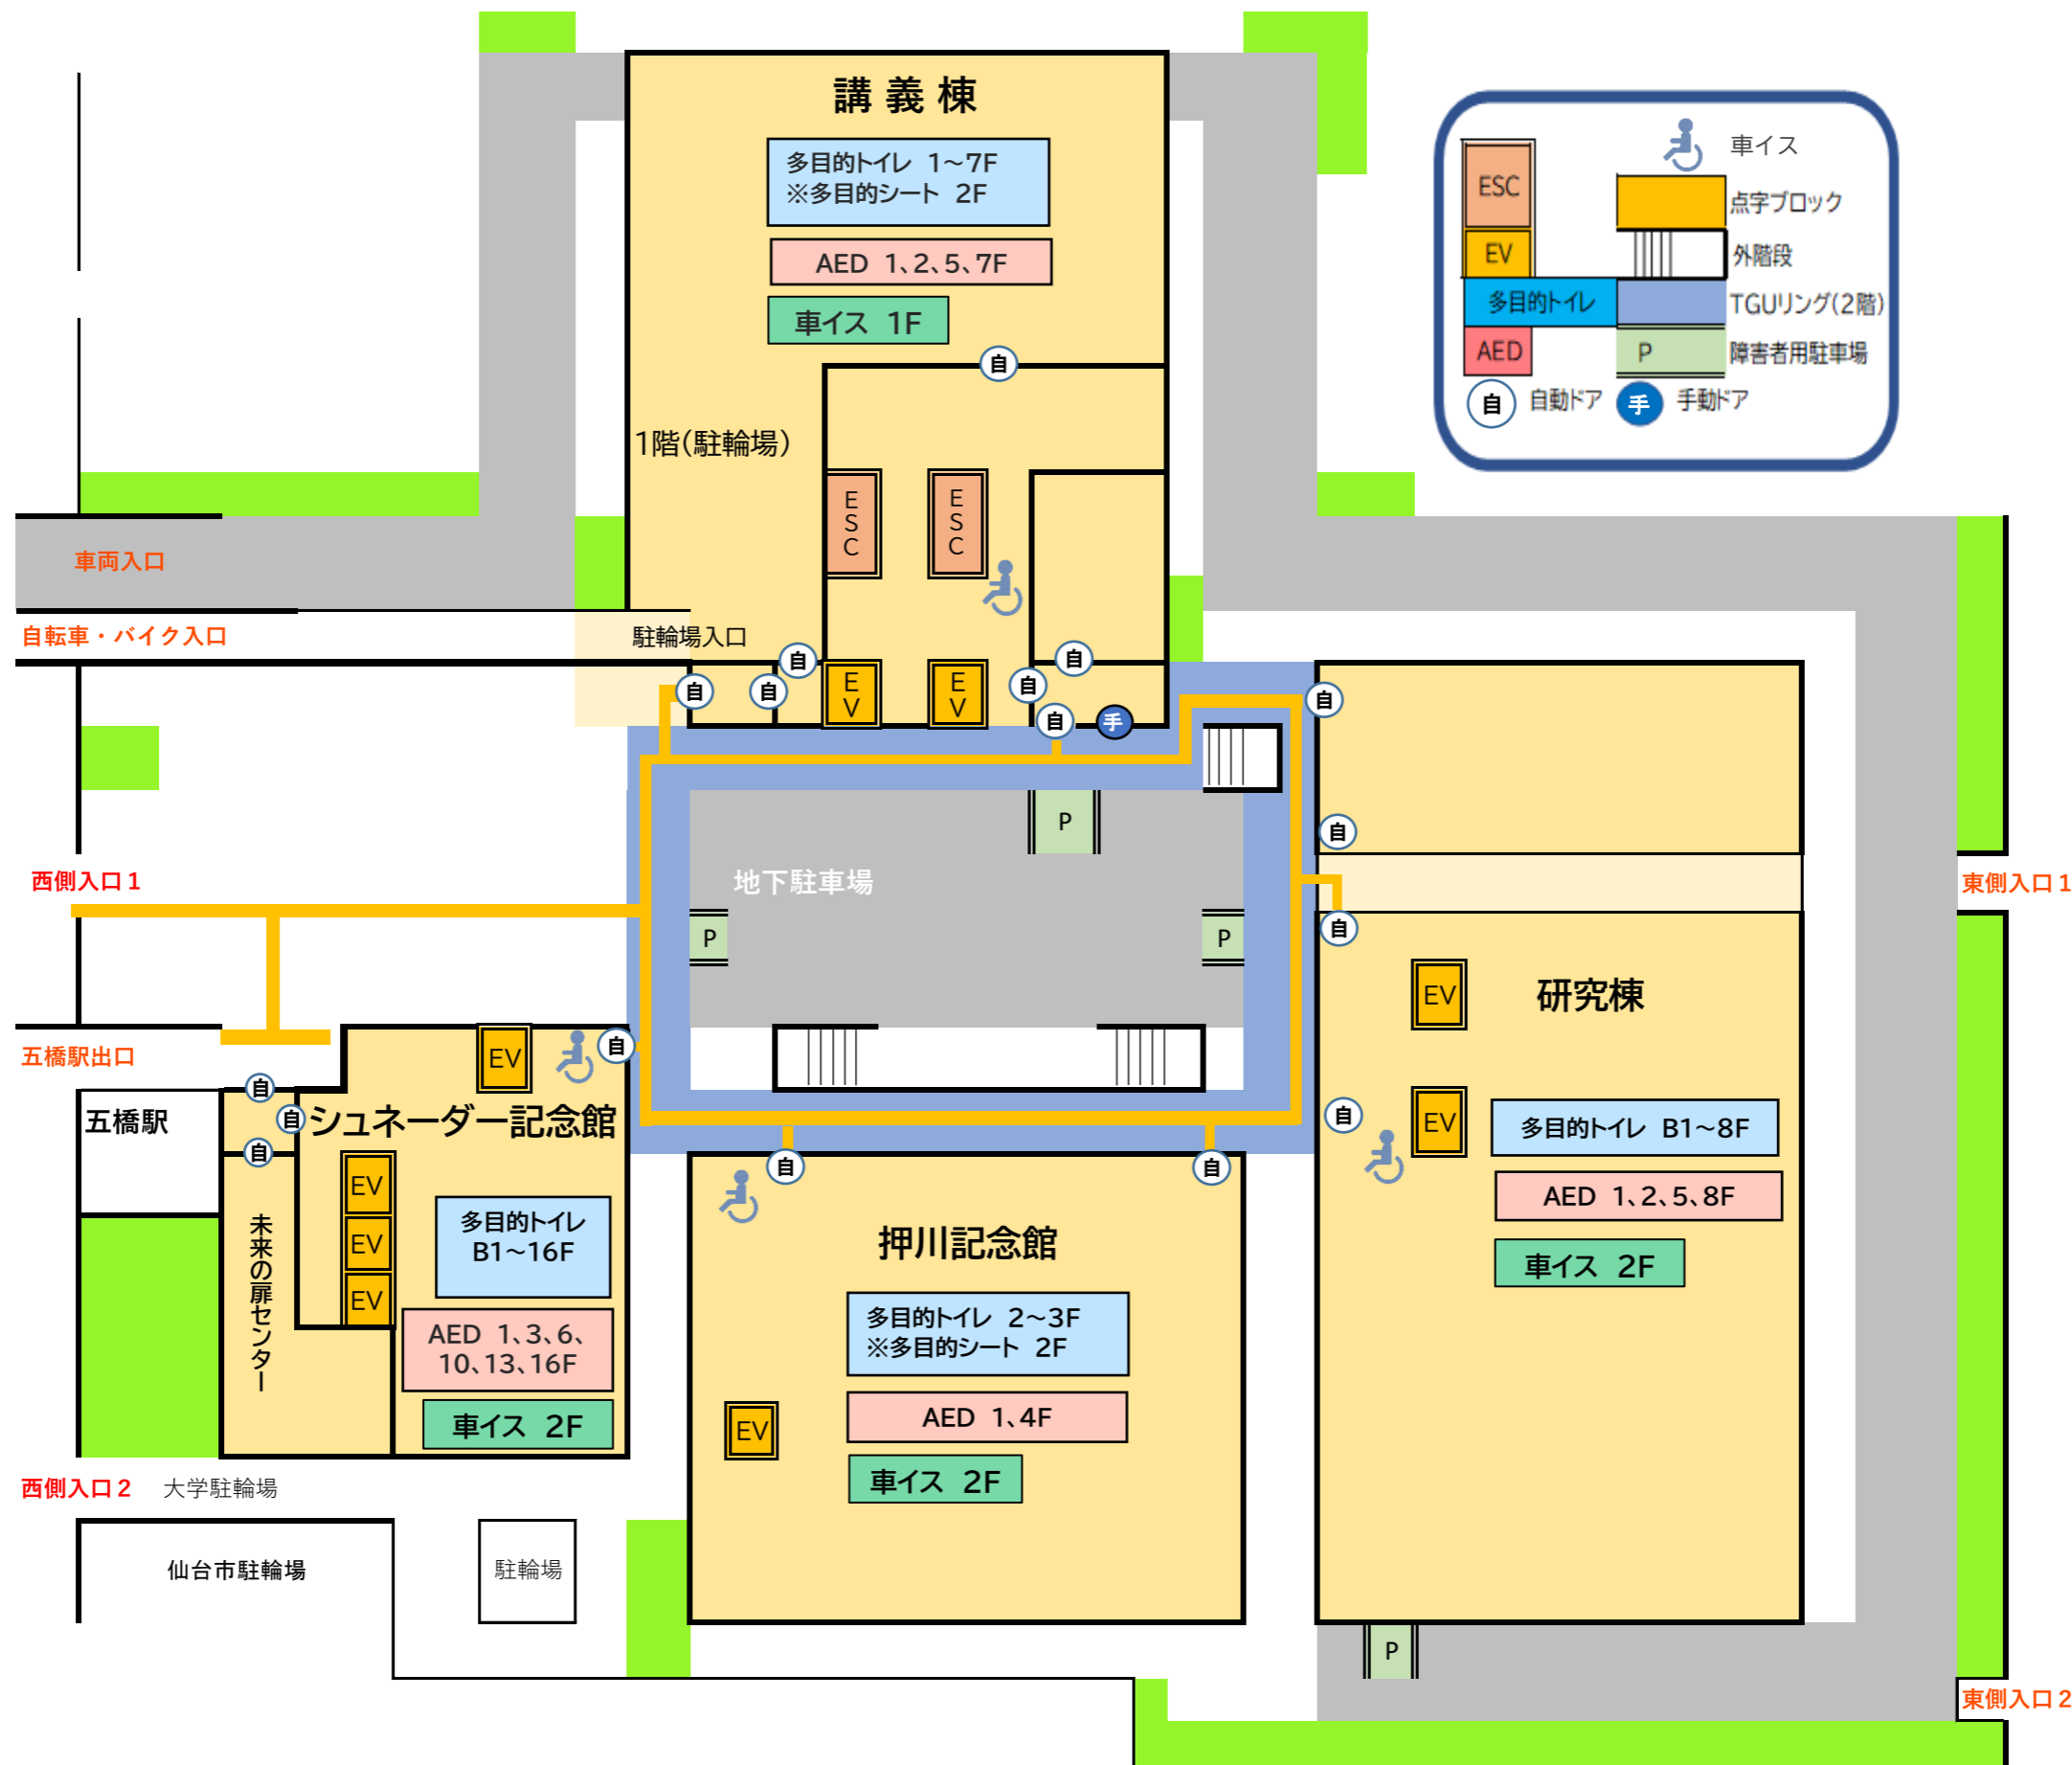 講義棟
多目的トイレ 1～7F
※多目的シート 2F
AED 1、2、5、7F
車イス 1F
自
1階(駐輪場)
ESC
ESC
車イス
ESC
点字ブロック
EV
外階段
多目的トイレ
TGUリング(2階)
AED
P
障害者用駐車場
自
自動ドア
手
手動ドア
車両入口
自転車・バイク入口
駐輪場入口
自
自
自
EV
EV
自
自
自
手
自
P
自
地下駐車場
西側入口1
東側入口1
P
P
自
EV
研究棟
五橋駅出口
EV
自
自
自
自
五橋駅
シュネーダー記念館
自
EV
多目的トイレ B1～8F
AED 1、2、5、8F
車イス 2F
未来の扉センター
EV
EV
EV
多目的トイレ
B1～16F
AED 1、3、6、
10、13、16F
車イス 2F
自
自
押川記念館
多目的トイレ 2～3F
※多目的シート 2F
AED 1、4F
EV
車イス 2F
西側入口2
大学駐輪場
仙台市駐輪場
駐輪場
P
東側入口2